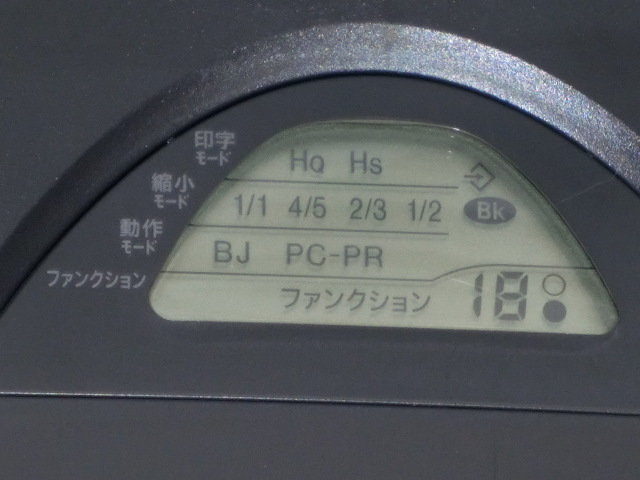 印字
モード
Hq Hs
縮小
モード
1/1 4/5 2/3 1/2 Bk
動作
モード
BJ PC-PR
ファンクション
ファンクション 18